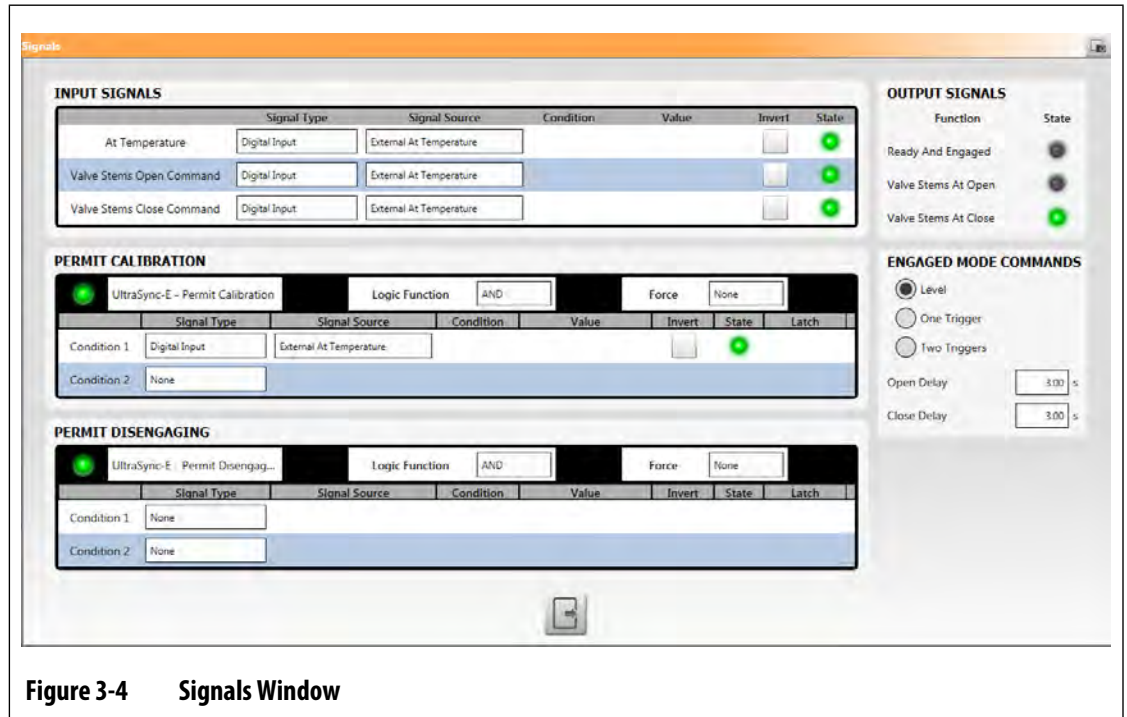 Signals
INPUT SIGNALS
Signal Type Signal Source Condition Value Invert State
At Temperature Digital Input External At Temperature
Valve Stems Open Command Digital Input External At Temperature
Valve Stems Close Command Digital Input External At Temperature
PERMIT CALIBRATION
UltraSync-E – Permit Calibration Logic Function AND Force None
Signal Type Signal Source Condition Value Invert State Latch
Condition 1 Digital Input External At Temperature
Condition 2 None
PERMIT DISENGAGING
UltraSync-E Permit Disengag... Logic Function AND Force None
Signal Type Signal Source Condition Value Invert State Latch
Condition 1 None
Condition 2 None
OUTPUT SIGNALS
Function State
Ready And Engaged
Valve Stems At Open
Valve Stems At Close
ENGAGED MODE COMMANDS
Level
One Trigger
Two Triggers
Open Delay 3.00 s
Close Delay 3.00 s
Figure 3-4 Signals Window